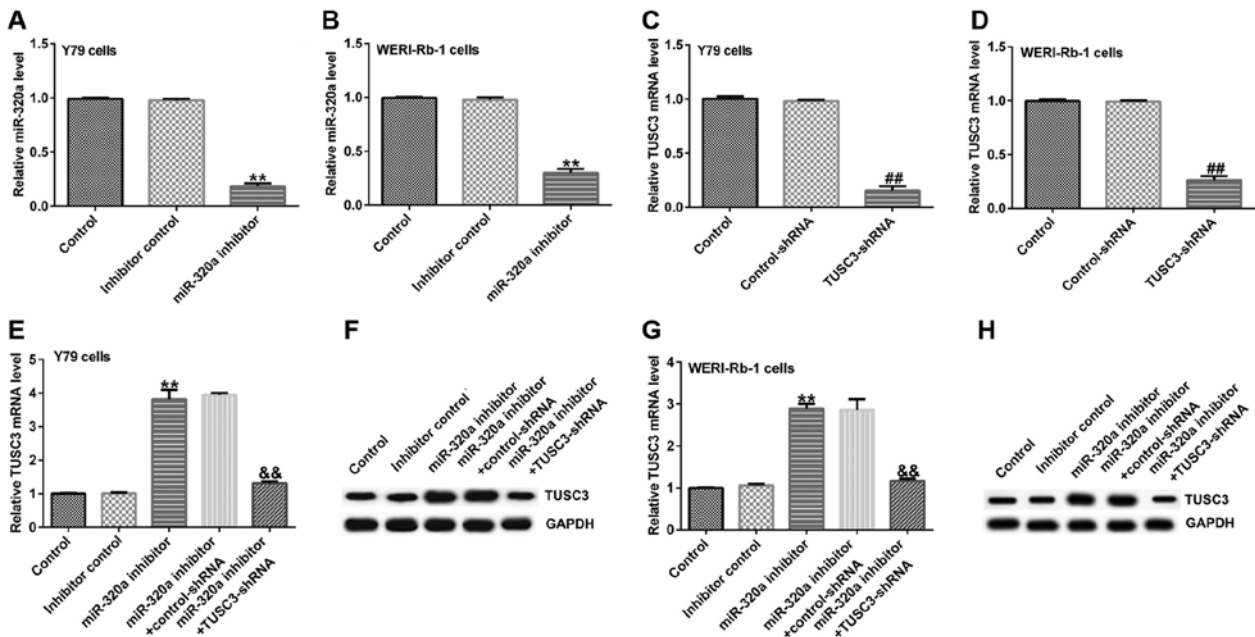 A
Y79 cells
Relative miR-320a level
1.5
1.0
0.5
0.0
**
Control
Inhibitor control
miR-320a inhibitor
B
WERI-Rb-1 cells
Relative miR-320a level
1.5
1.0
0.5
0.0
**
Control
Inhibitor control
miR-320a inhibitor
C
Y79 cells
Relative TUSC3 mRNA level
1.5
1.0
0.5
0.0
##
Control
Control-shRNA
TUSC3-shRNA
D
WERI-Rb-1 cells
Relative TUSC3 mRNA level
1.5
1.0
0.5
0.0
##
Control
Control-shRNA
TUSC3-shRNA
E
Y79 cells
Relative TUSC3 mRNA level
5
4
3
2
1
0
**
&&
Control
Inhibitor control
miR-320a inhibitor
miR-320a inhibitor
+control-shRNA
miR-320a inhibitor
+TUSC3-shRNA
F
Control
Inhibitor control
miR-320a inhibitor
miR-320a inhibitor
+control-shRNA
miR-320a inhibitor
+TUSC3-shRNA
TUSC3
GAPDH
G
WERI-Rb-1 cells
Relative TUSC3 mRNA level
4
3
2
1
0
**
&&
Control
Inhibitor control
miR-320a inhibitor
miR-320a inhibitor
+control-shRNA
miR-320a inhibitor
+TUSC3-shRNA
H
Control
Inhibitor control
miR-320a inhibitor
miR-320a inhibitor
+control-shRNA
miR-320a inhibitor
+TUSC3-shRNA
TUSC3
GAPDH